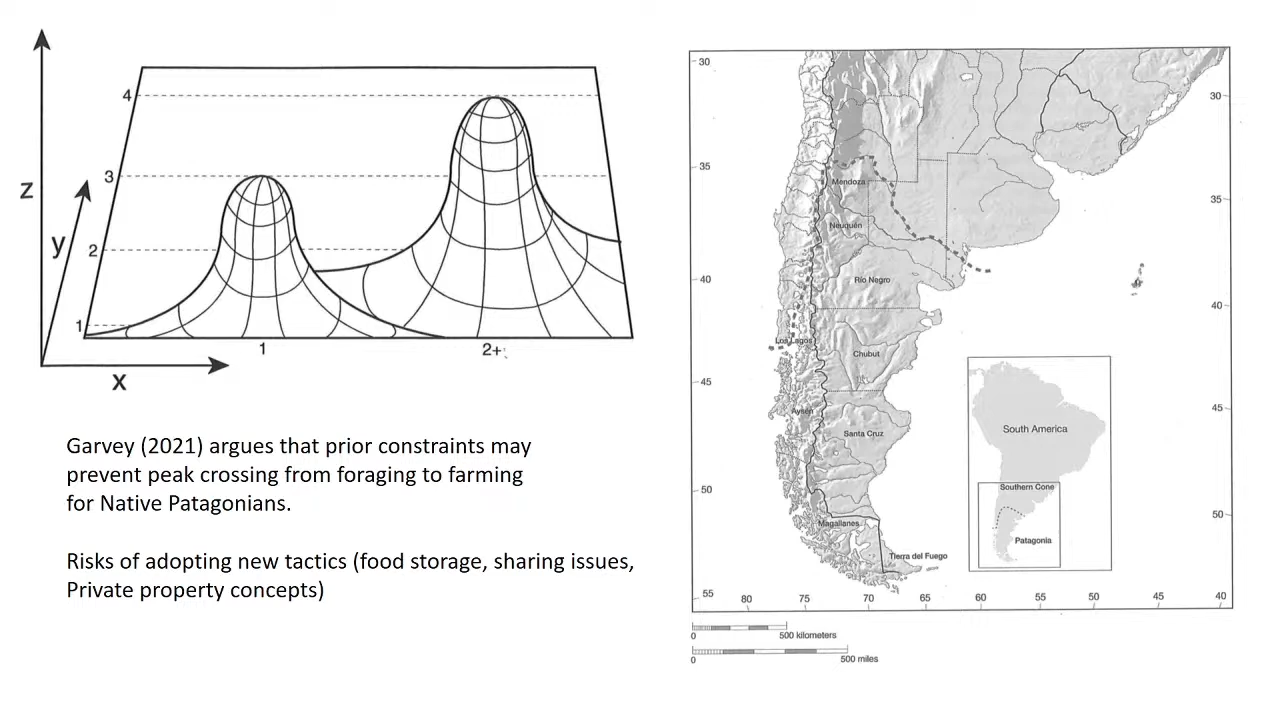 z
y
x
4
3
2
1
1
2+
Garvey (2021) argues that prior constraints may
prevent peak crossing from foraging to farming
for Native Patagonians.
Risks of adopting new tactics (food storage, sharing issues,
Private property concepts)
30
30
35
35
40
40
45
45
50
50
55
80
75
70
65
60
55
50
45
40
Mendoza
Neuquén
Río Negro
Los Lagos
Chubut
Aysén
Santa Cruz
Magallanes
Tierra del Fuego
South America
Southern Cone
Patagonia
0
500 kilometers
0
500 miles